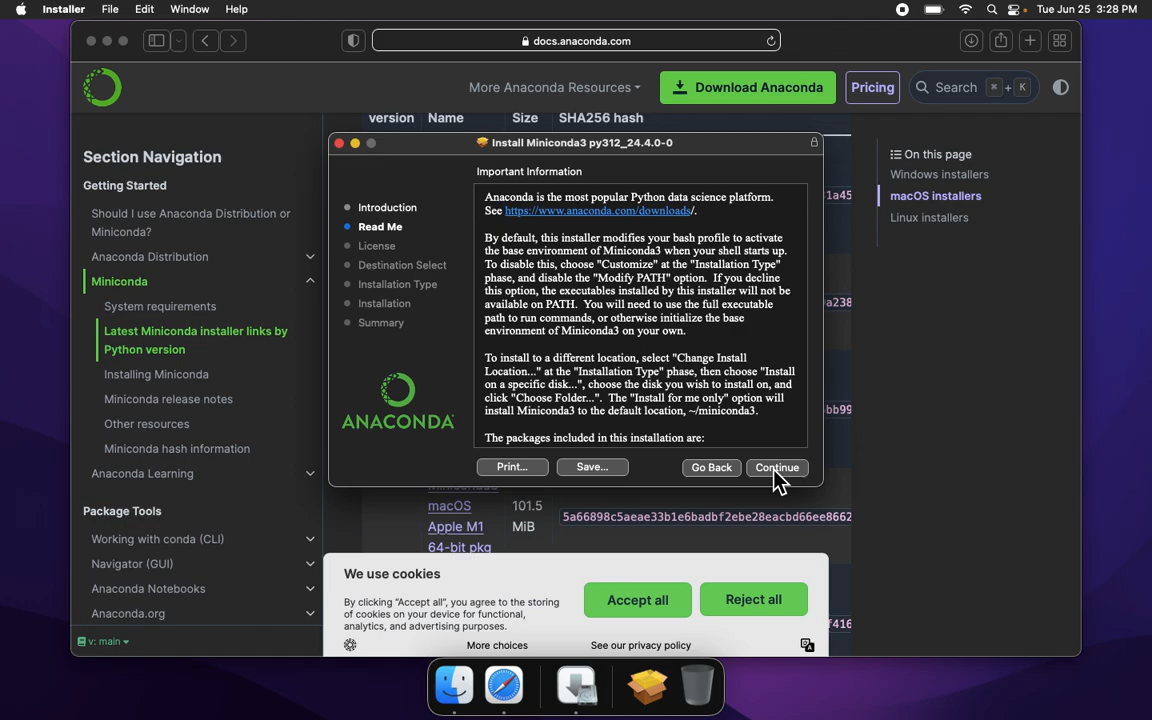 Installer File Edit Window Help Tue Jun 25 3:28 PM
docs.anaconda.com
More Anaconda Resources Download Anaconda Pricing Search ⌘ + K
Section Navigation
Getting Started
Should I use Anaconda Distribution or
Miniconda?
Anaconda Distribution
Miniconda
System requirements
Latest Miniconda installer links by
Python version
Installing Miniconda
Miniconda release notes
Other resources
Miniconda hash information
Anaconda Learning
Package Tools
Working with conda (CLI)
Navigator (GUI)
Anaconda Notebooks
Anaconda.org
v: main
version Name Size SHA256 hash
1a45
a238
bb99
macOS
Apple M1
64-bit pkg
101.5
MiB
5a66898c5aeae33b1e6badbf2ebe28eacbd66ee8662
f416
On this page
Windows installers
macOS installers
Linux installers
Install Miniconda3 py312_24.4.0-0
Important Information
Introduction
Read Me
License
Destination Select
Installation Type
Installation
Summary
ANACONDA
Anaconda is the most popular Python data science platform.
See https://www.anaconda.com/downloads/.
By default, this installer modifies your bash profile to activate
the base environment of Miniconda3 when your shell starts up.
To disable this, choose "Customize" at the "Installation Type"
phase, and disable the "Modify PATH" option. If you decline
this option, the executables installed by this installer will not be
available on PATH. You will need to use the full executable
path to run commands, or otherwise initialize the base
environment of Miniconda3 on your own.
To install to a different location, select "Change Install
Location..." at the "Installation Type" phase, then choose "Install
on a specific disk...", choose the disk you wish to install on, and
click "Choose Folder...". The "Install for me only" option will
install Miniconda3 to the default location, ~/miniconda3.
The packages included in this installation are:
Print... Save... Go Back Continue
We use cookies
By clicking "Accept all", you agree to the storing
of cookies on your device for functional,
analytics, and advertising purposes.
Accept all Reject all
More choices See our privacy policy